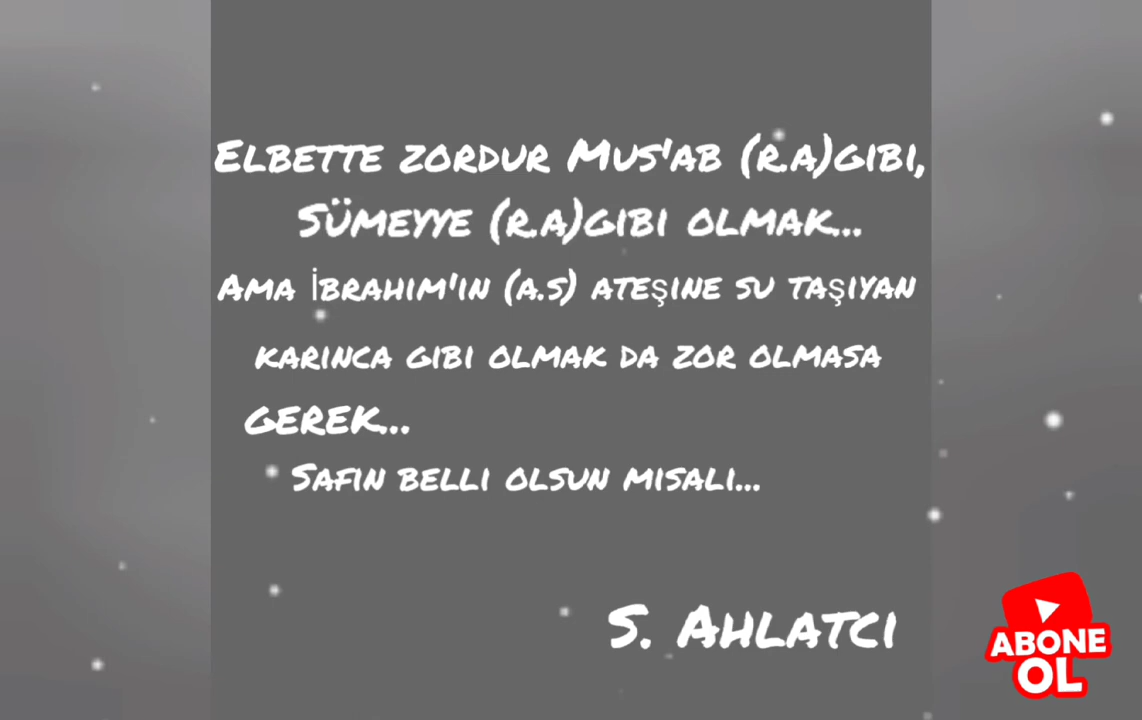 Elbette zordur Mus'ab (r.a)gibi,
Sümeyye (r.a)gibi olmak...
Ama İbrahim'in (a.s) ateşine su taşıyan
karınca gibi olmak da zor olmasa
gerek...
Safın belli olsun misali...
S. Ahlatcı
ABONE
OL